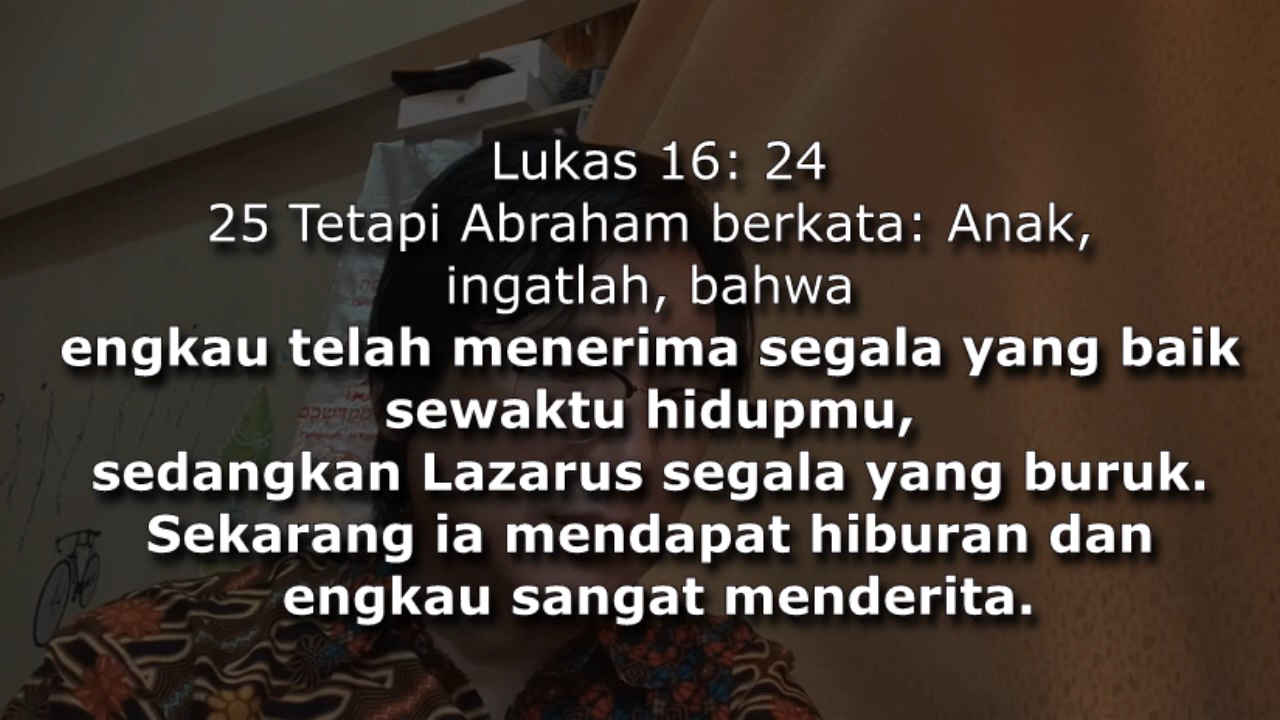 Lukas 16: 24
25 Tetapi Abraham berkata: Anak,
ingatlah, bahwa
engkau telah menerima segala yang baik
sewaktu hidupmu,
sedangkan Lazarus segala yang buruk.
Sekarang ia mendapat hiburan dan
engkau sangat menderita.